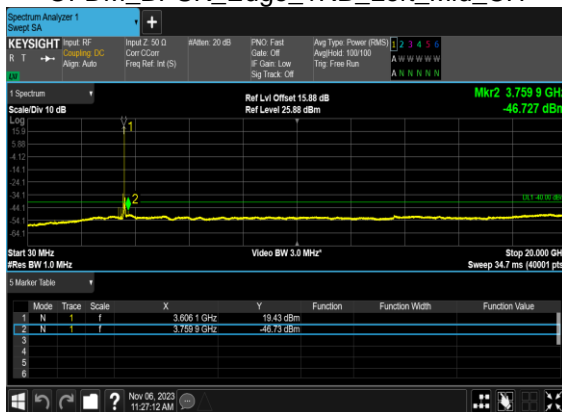 Spectrum Analyzer 1
Swept SA
KEYSIGHT
R T
LXI
Input: RF
Coupling: DC
Align: Auto
Input Z: 50 Ω
Corr CCorr
Freq Ref: Int (S)
#Atten: 20 dB
PNO: Fast
Gate: Off
IF Gain: Low
Sig Track: Off
Avg Type: Power (RMS)
Avg|Hold: 100/100
Trig: Free Run
1 2 3 4 5 6
A W W W W W
A N N N N N
1 Spectrum
Scale/Div 10 dB
Log
Ref Lvl Offset 15.88 dB
Ref Level 25.88 dBm
Mkr2 3.759 9 GHz
-46.727 dBm
15.9
5.88
-4.12
-14.1
-24.1
-34.1
-44.1
-54.1
-64.1
1
2
DL1 -40.00 dBm
Start 30 MHz
#Res BW 1.0 MHz
Video BW 3.0 MHz*
Stop 20.000 GH
Sweep 34.7 ms (40001 pts
5 Marker Table
Mode Trace Scale X Y Function Function Width Function Value
1 N 1 f 3.606 1 GHz 19.43 dBm
2 N 1 f 3.759 9 GHz -46.73 dBm
3
4
5
6
?
Nov 06, 2023
11:27:12 AM